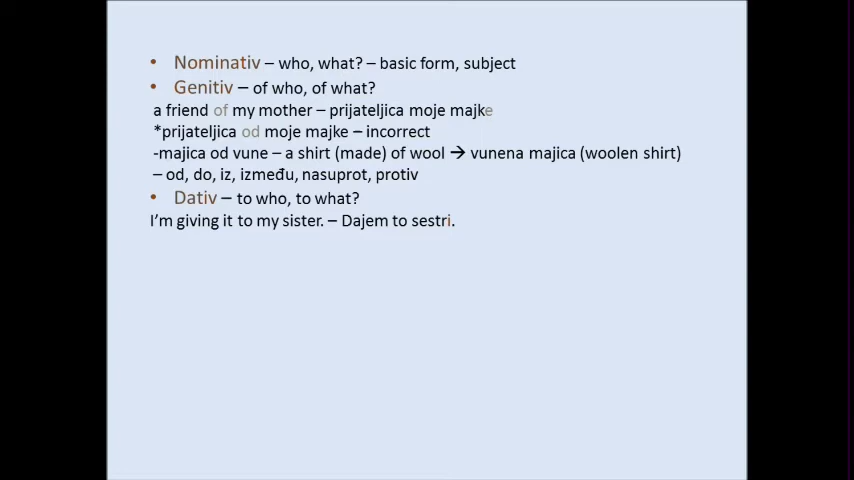 • Nominativ – who, what? – basic form, subject
• Genitiv – of who, of what?
a friend of my mother – prijateljica moje majke
*prijateljica od moje majke – incorrect
-majica od vune – a shirt (made) of wool → vunena majica (woolen shirt)
– od, do, iz, između, nasuprot, protiv
• Dativ – to who, to what?
I'm giving it to my sister. – Dajem to sestri.